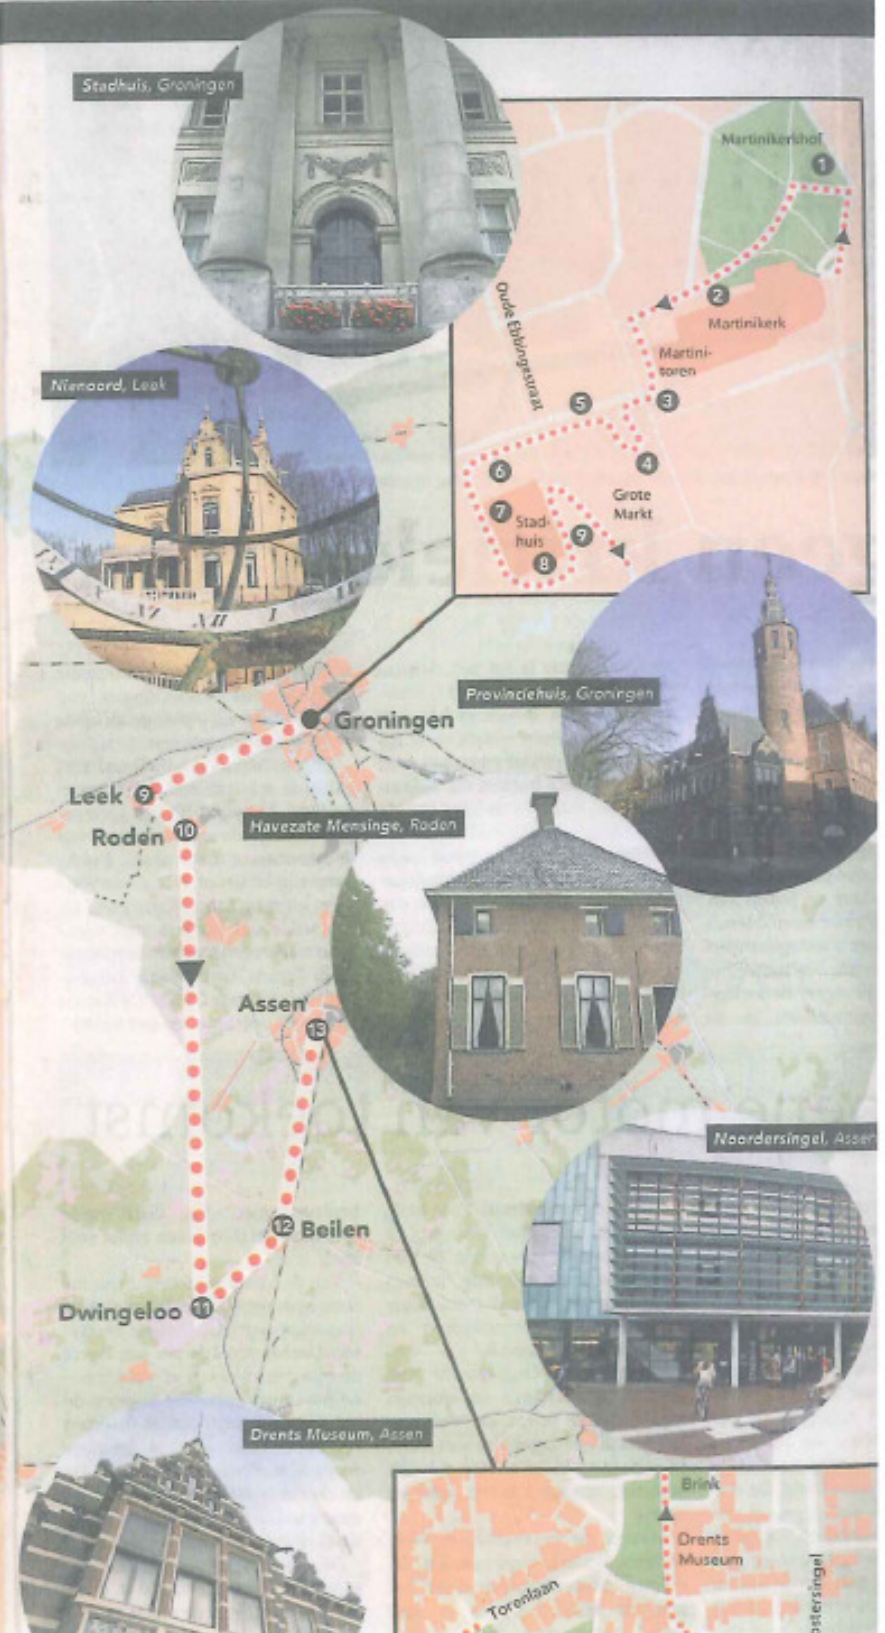 Stadhuis, Groningen
Martinikerkhof
1
2
Martinikerk
Oude Ebbingestraat
Martini-
toren
Nienoord, Leek
3
5
4
6
Grote
Markt
7
Stad-
huis
9
8
XII
I
Provinciehuis, Groningen
Groningen
Leek 9
Roden 10
Havezate Mensinge, Roden
Assen
13
Noordersingel, Assen
12 Beilen
Dwingeloo 11
Drents Museum, Assen
Brink
Drents
Museum
Torenlaan
ostersingel